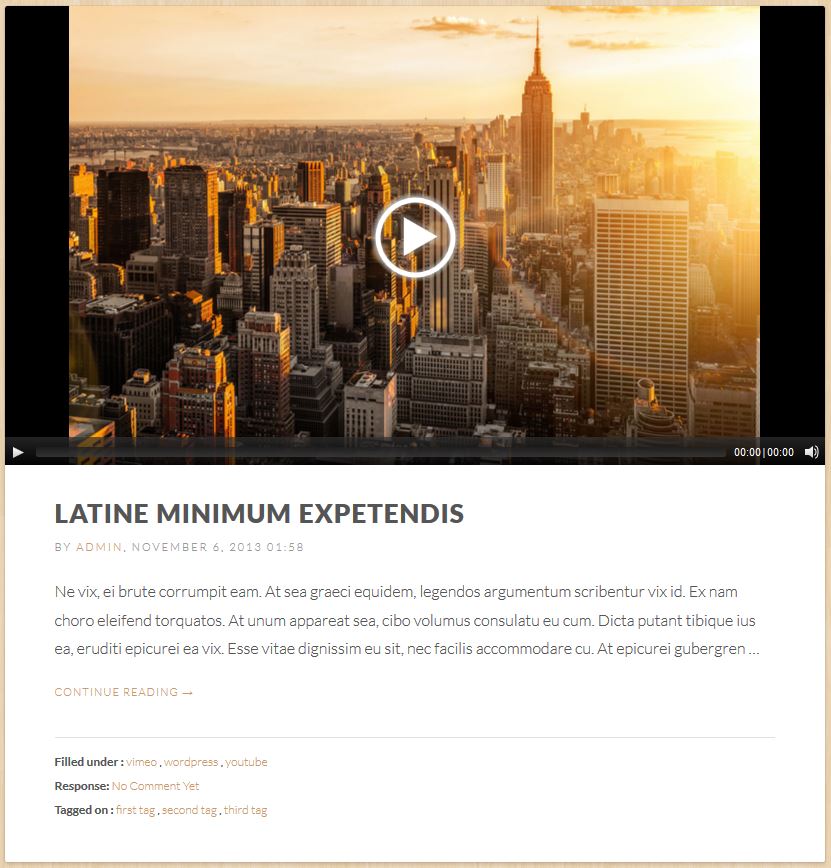 00:00|00:00
LATINE MINIMUM EXPETENDIS
BY ADMIN, NOVEMBER 6, 2013 01:58
Ne vix, ei brute corrumpit eam. At sea graeci equidem, legendos argumentum scribentur vix id. Ex nam
choro eleifend torquatos. At unum appareat sea, cibo volumus consulatu eu cum. Dicta putant tibique ius
ea, eruditi epicurei ea vix. Esse vitae dignissim eu sit, nec facilis accommodare cu. At epicurei gubergren ...
CONTINUE READING →
Filled under : vimeo , wordpress , youtube
Response: No Comment Yet
Tagged on : first tag , second tag , third tag